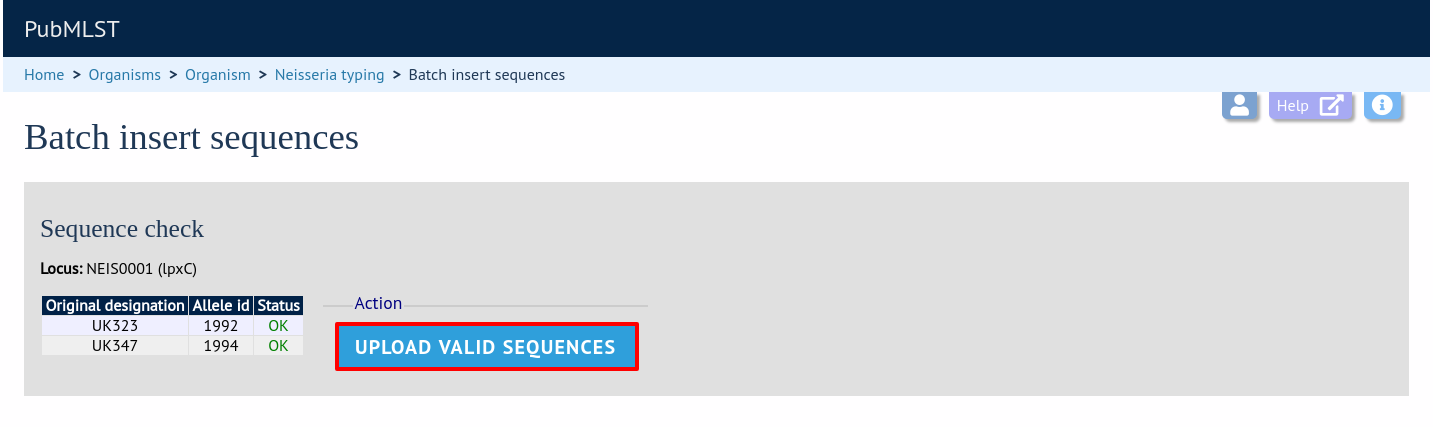 PubMLST
Home > Organisms > Organism > Neisseria typing > Batch insert sequences
Help
Batch insert sequences
Sequence check
Locus: NEIS0001 (lpxC)
Original designation Allele id Status
UK323 1992 OK
UK347 1994 OK
Action
UPLOAD VALID SEQUENCES